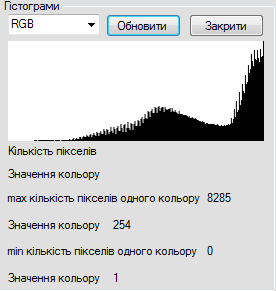 Гістограми
RGB
Обновити
Закрити
Кількість пікселів
Значення кольору
max кількість пікселів одного кольору 8285
Значення кольору 254
min кількість пікселів одного кольору 0
Значення кольору 1